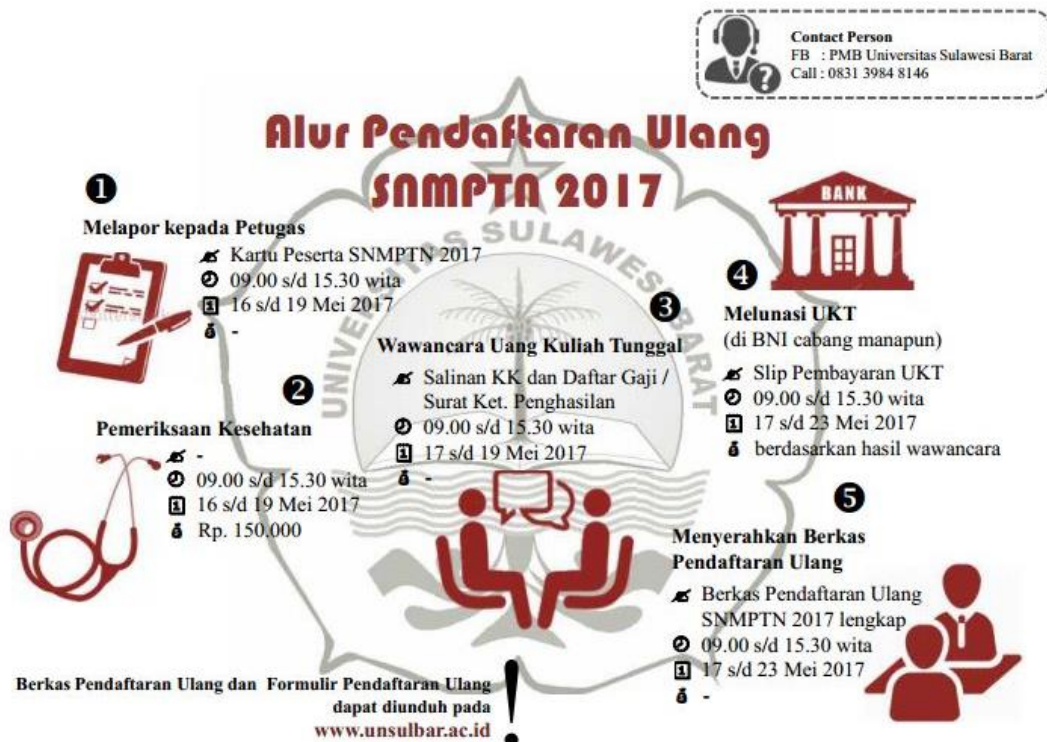 Contact Person
FB : PMB Universitas Sulawesi Barat
Call : 0831 3984 8146
Alur Pendaftaran Ulang
SNMPTN 2017
1
Melapor kepada Petugas
Kartu Peserta SNMPTN 2017
09.00 s/d 15.30 wita
16 s/d 19 Mei 2017
-
2
Pemeriksaan Kesehatan
-
09.00 s/d 15.30 wita
16 s/d 19 Mei 2017
Rp. 150.000
3
Wawancara Uang Kuliah Tunggal
Salinan KK dan Daftar Gaji /
Surat Ket. Penghasilan
09.00 s/d 15.30 wita
17 s/d 19 Mei 2017
-
BANK
4
Melunasi UKT
(di BNI cabang manapun)
Slip Pembayaran UKT
09.00 s/d 15.30 wita
17 s/d 23 Mei 2017
berdasarkan hasil wawancara
5
Menyerahkan Berkas
Pendaftaran Ulang
Berkas Pendaftaran Ulang
SNMPTN 2017 lengkap
09.00 s/d 15.30 wita
17 s/d 23 Mei 2017
-
Berkas Pendaftaran Ulang dan Formulir Pendaftaran Ulang
dapat diunduh pada
www.unsulbar.ac.id
!
UNIVERSITAS SULAWESI BARAT